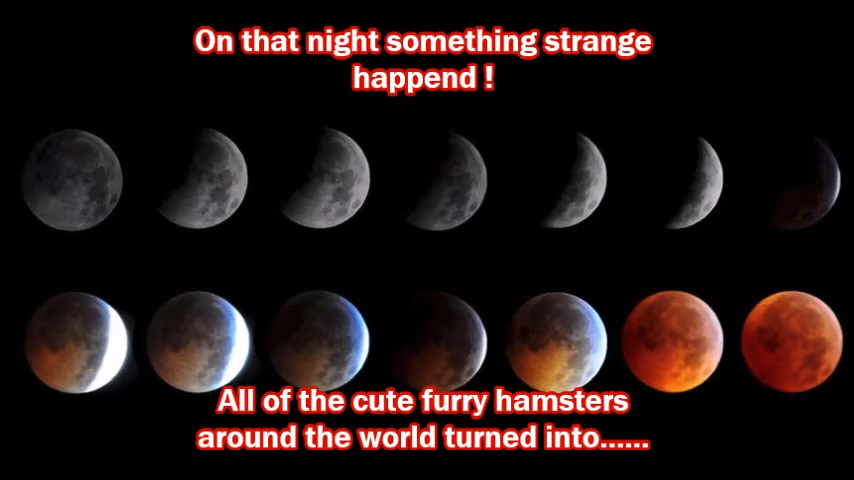 On that night something strange
happend !
All of the cute furry hamsters
around the world turned into......